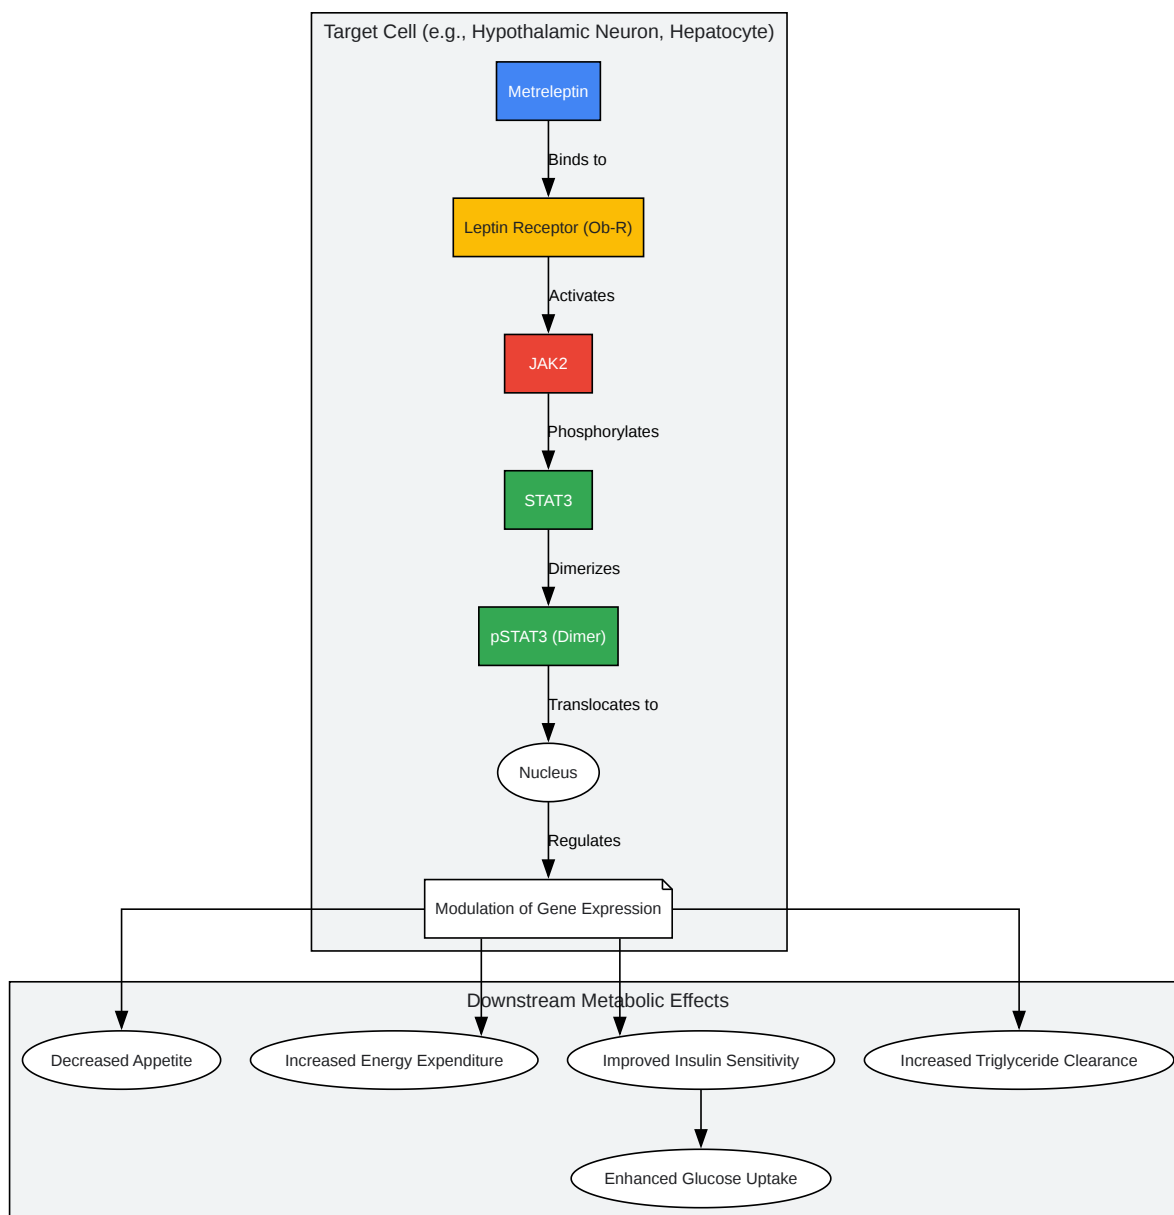 Target Cell (e.g., Hypothalamic Neuron, Hepatocyte)
Metreleptin
Binds to
Leptin Receptor (Ob-R)
Activates
JAK2
Phosphorylates
STAT3
Dimerizes
pSTAT3 (Dimer)
Translocates to
Nucleus
Regulates
Modulation of Gene Expression
Downstream Metabolic Effects
Decreased Appetite
Increased Energy Expenditure
Improved Insulin Sensitivity
Increased Triglyceride Clearance
Enhanced Glucose Uptake